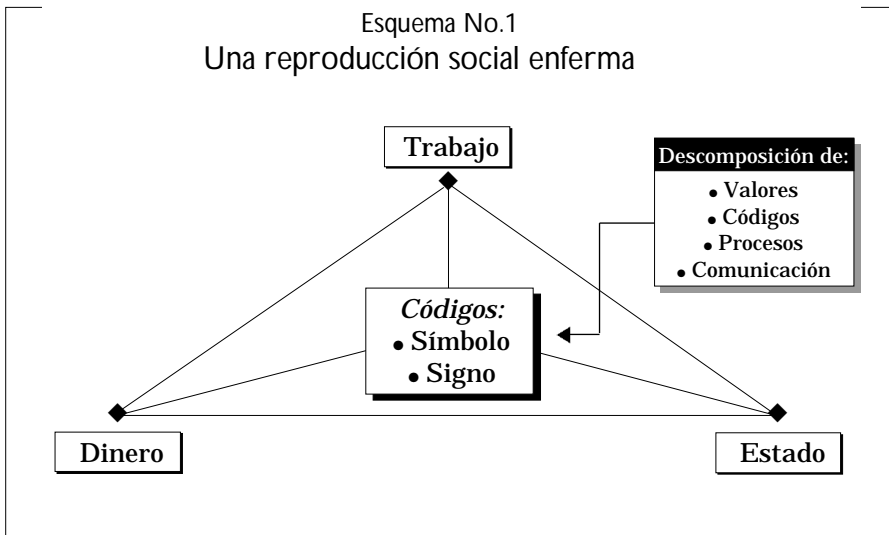 Esquema No.1
Una reproducción social enferma
Trabajo
Descomposición de:
• Valores
• Códigos
• Procesos
• Comunicación
Códigos:
• Símbolo
• Signo
Dinero
Estado